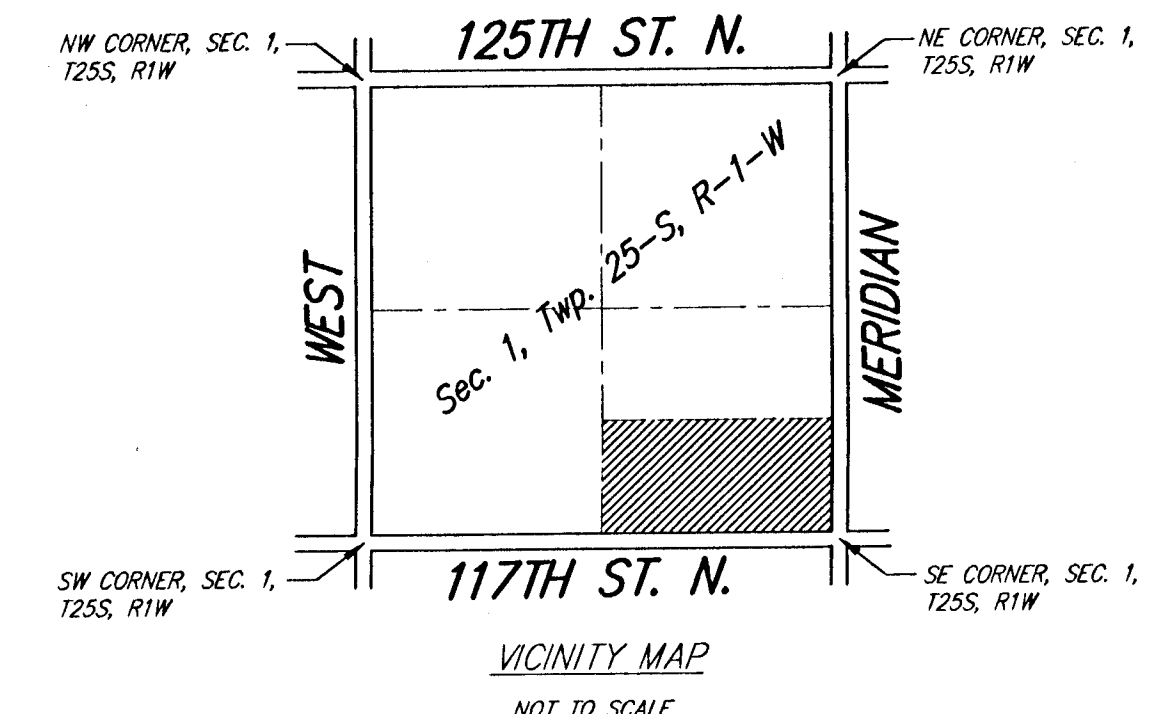 NW CORNER, SEC. 1,
T25S, R1W
125TH ST. N.
NE CORNER, SEC. 1,
T25S, R1W
Sec. 1, Twp. 25-S, R-1-W
WEST
MERIDIAN
SW CORNER, SEC. 1,
T25S, R1W
117TH ST. N.
SE CORNER, SEC. 1,
T25S, R1W
VICINITY MAP
NOT TO SCALE